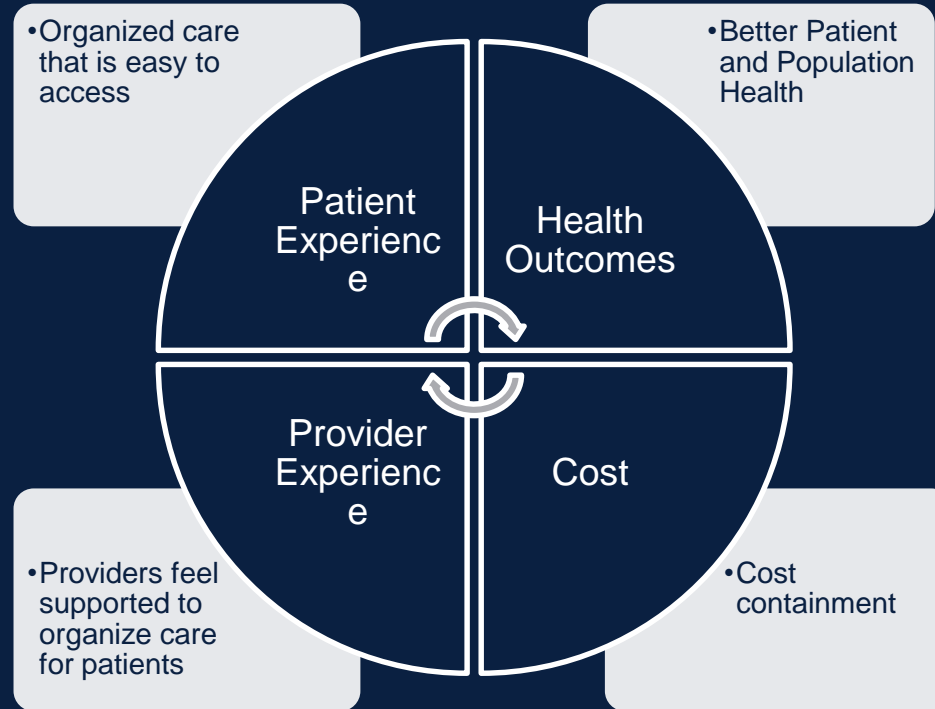 •Organized care
that is easy to
access
•Better Patient
and Population
Health
Patient
Experienc
e
Health
Outcomes
Provider
Experienc
e
Cost
•Providers feel
supported to
organize care
for patients
•Cost
containment